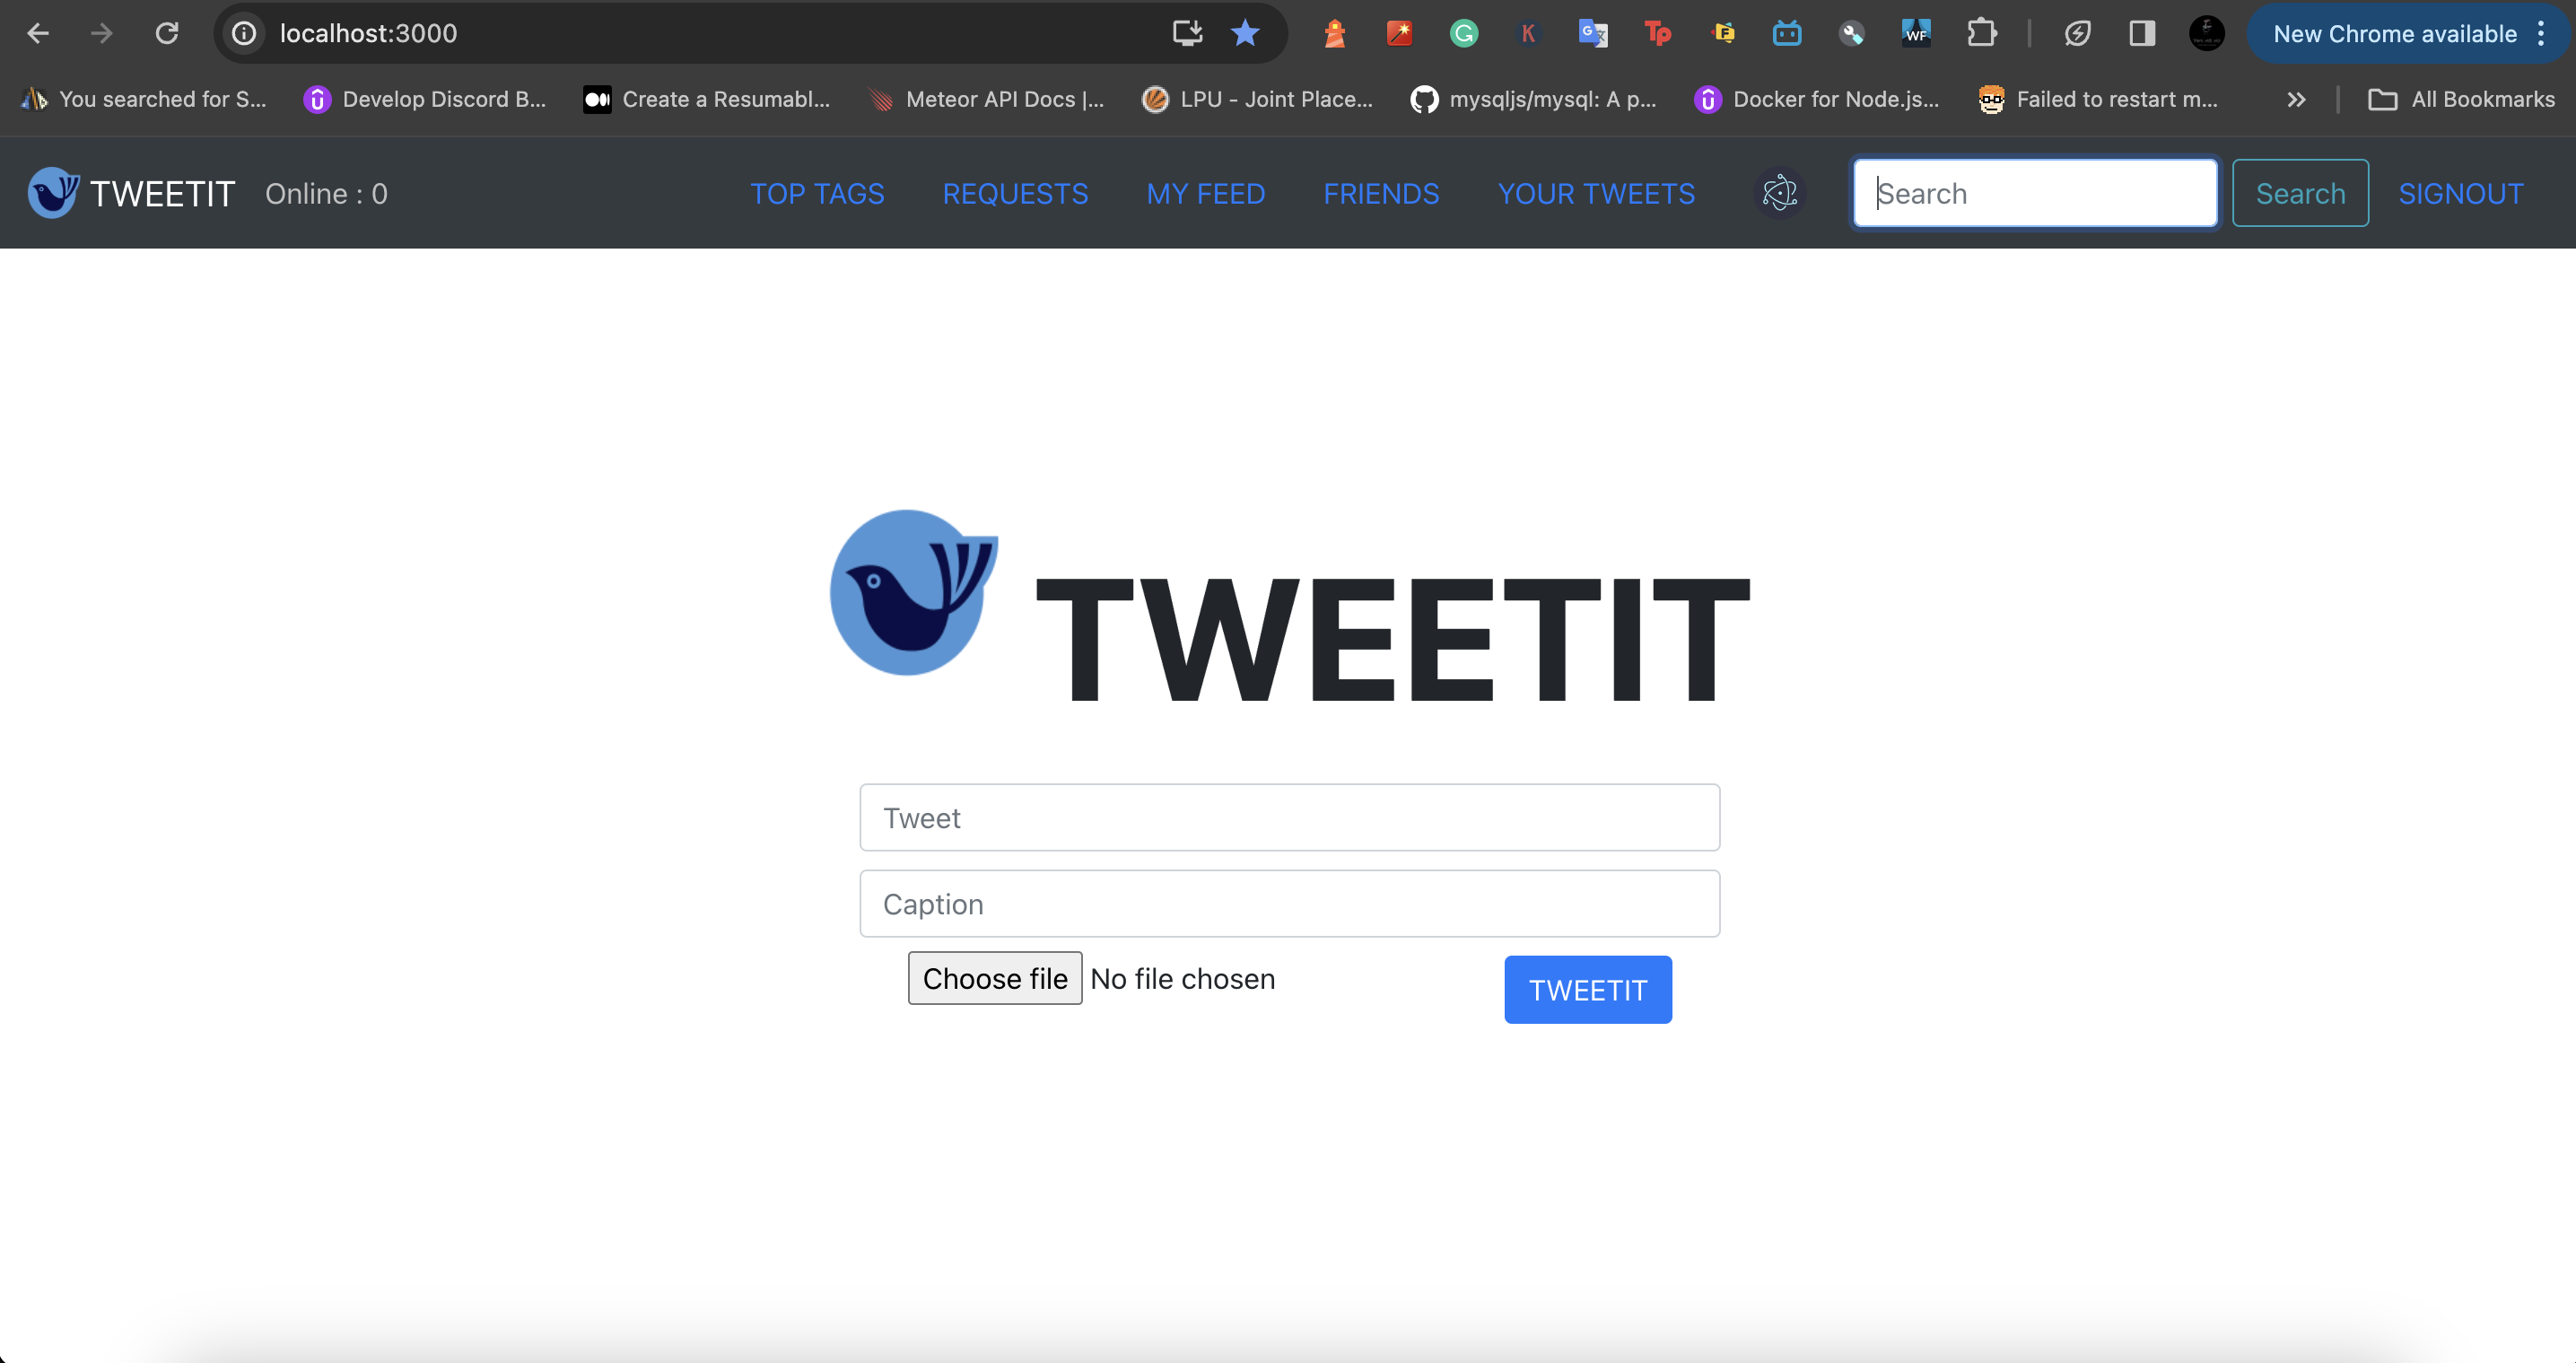 localhost:3000
G
K
G
Tp
F
WF
New Chrome available
You searched for S...
Develop Discord B...
Create a Resumabl...
Meteor API Docs |...
LPU - Joint Place...
mysqljs/mysql: A p...
Docker for Node.js...
Failed to restart m...
All Bookmarks
TWEETIT
Online : 0
TOP TAGS
REQUESTS
MY FEED
FRIENDS
YOUR TWEETS
Search
Search
SIGNOUT
TWEETIT
Tweet
Caption
Choose file No file chosen
TWEETIT